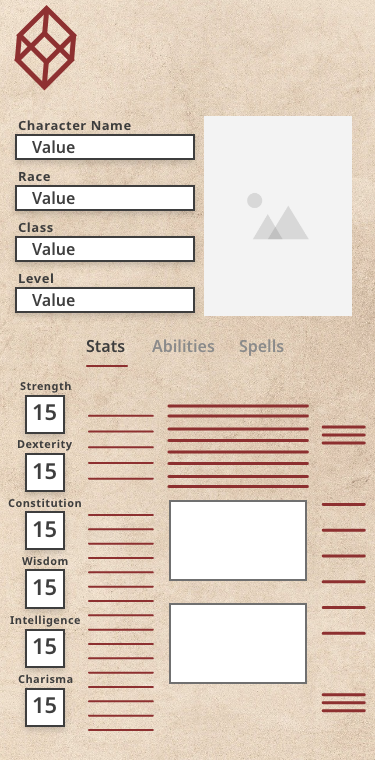 Character Name
Value
Race
Value
Class
Value
Level
Value
Stats Abilities Spells
Strength
15
Dexterity
15
Constitution
15
Wisdom
15
Intelligence
15
Charisma
15